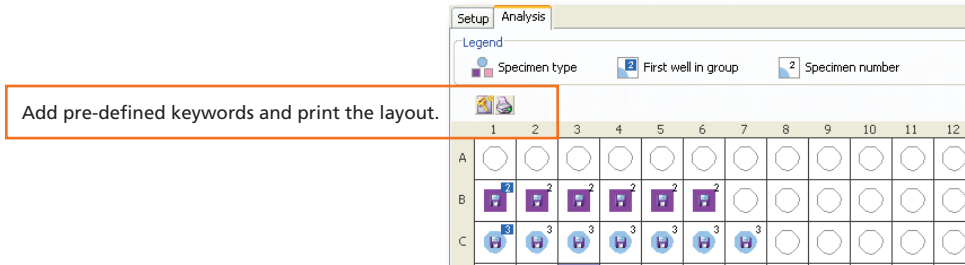 Setup Analysis
Legend
Specimen type 2 First well in group 2 Specimen number
Add pre-defined keywords and print the layout.
1 2 3 4 5 6 7 8 9 10 11 12
A
B 2 2 2 2 2 2
C 3 3 3 3 3 3 3